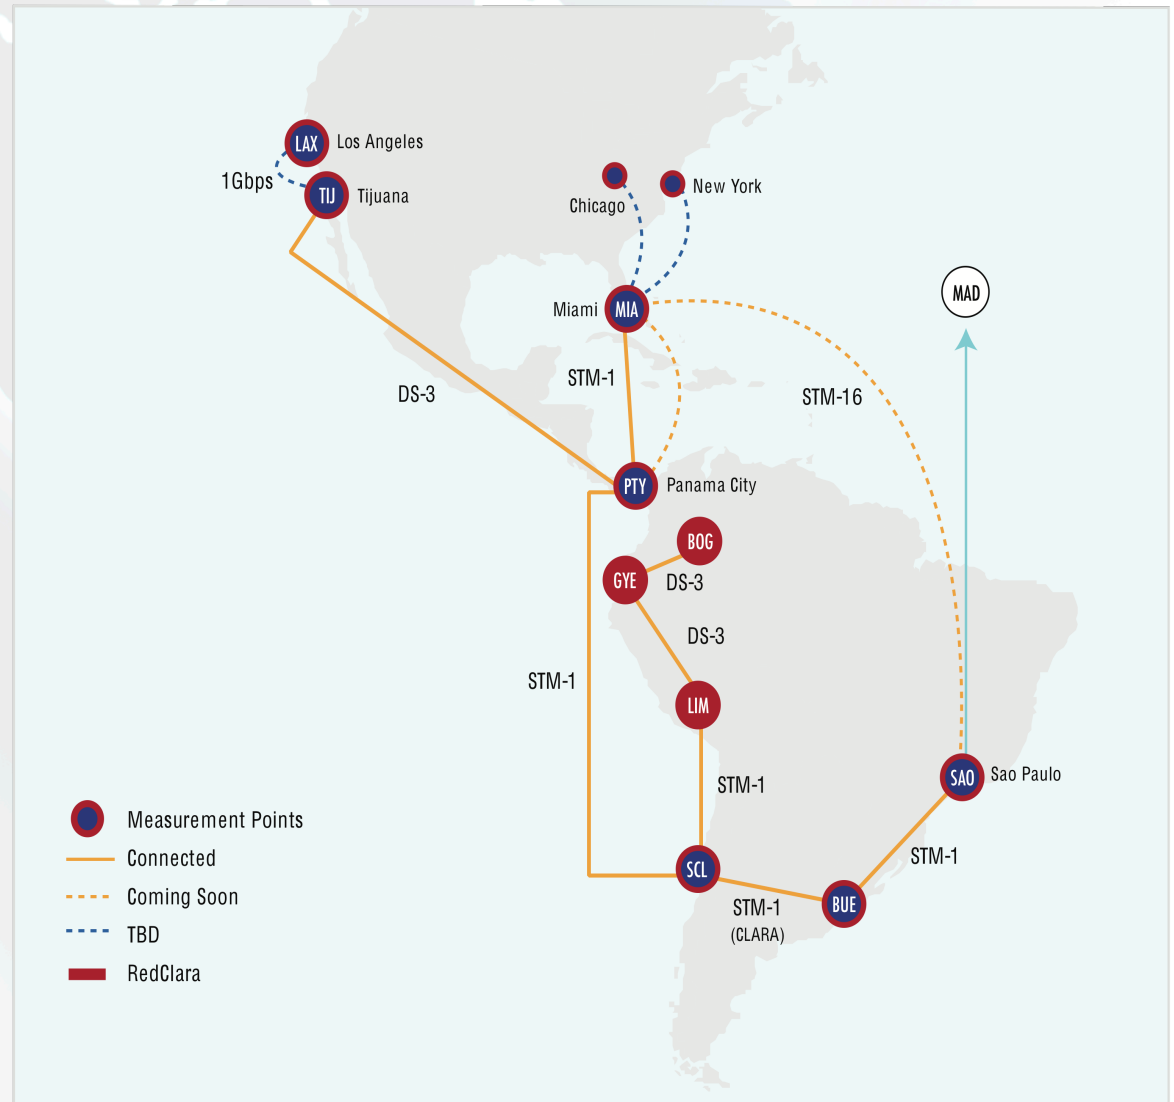 LAX
Los Angeles
1Gbps
TIJ
Tijuana
Chicago
New York
MAD
Miami
MIA
STM-1
DS-3
STM-16
PTY
Panama City
BOG
GYE
DS-3
DS-3
STM-1
LIM
SAO
Sao Paulo
STM-1
Measurement Points
Connected
Coming Soon
TBD
RedClara
SCL
STM-1
BUE
STM-1
(CLARA)